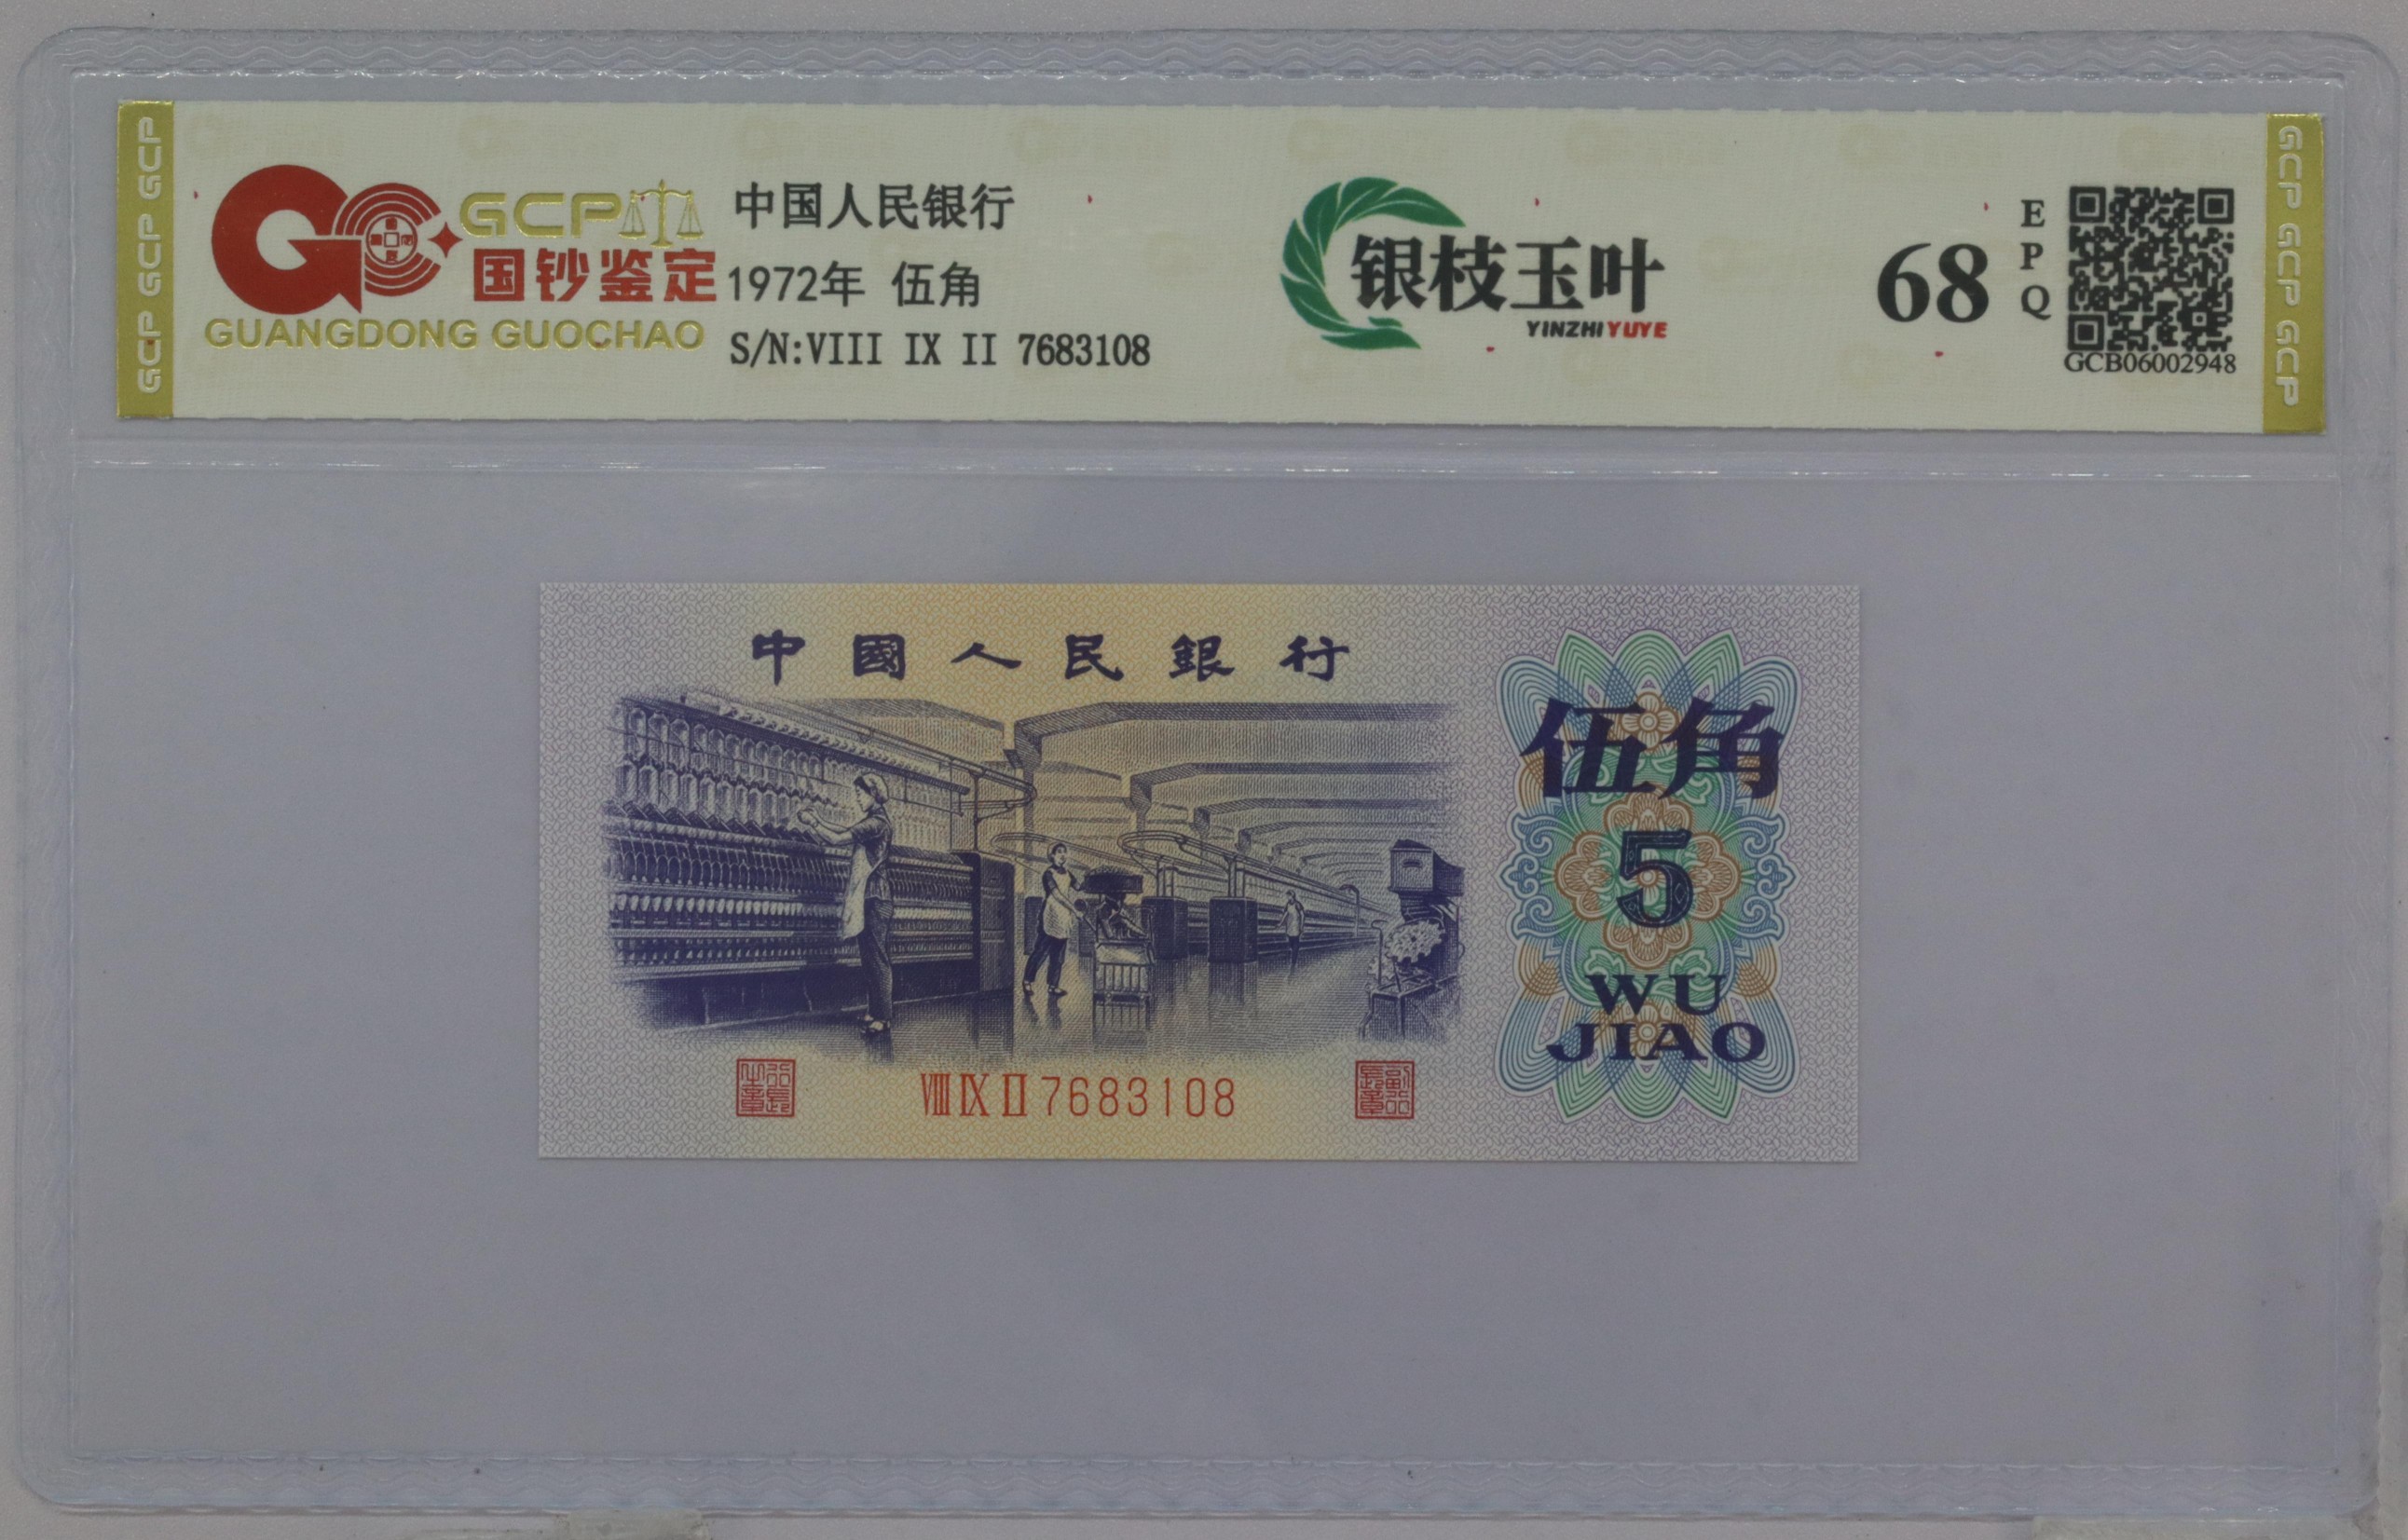 GCP GCP GCP
GCP
国钞鉴定
GUANGDONG GUOCHAO
中国人民银行
1972年 伍角
S/N:VIII IX II 7683108
银枝玉叶
YINZHIYUYE
68
EPQ
GCB06002948
GCP GCP GCP
中國人民銀行
伍角
5
WU
JIAO
VIII IX II 7683108